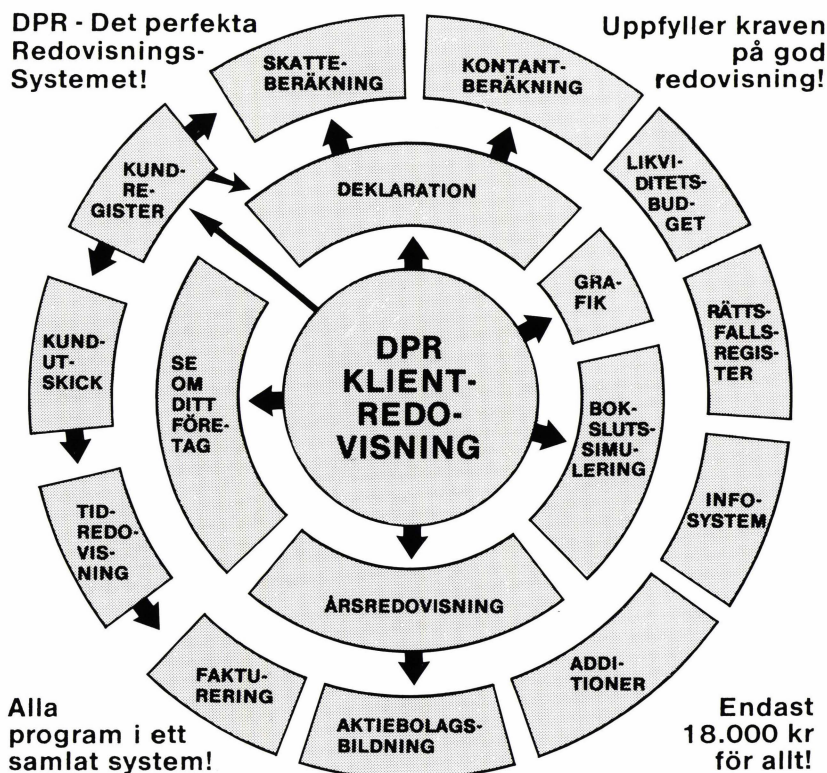 DPR - Det perfekta
Redovisnings-
Systemet!
Uppfyller kraven
på god
redovisning!
SKATTE-
BERÄKNING
KONTANT-
BERÄKNING
LIKVI-
DITETS-
BUD-
GET
KUND-
RE-
GISTER
DEKLARATION
GRA-
FIK
RÄTTS-
FALLS-
REGIS-
TER
KUND-
UT-
SKICK
SE
OM
DITT
FÖRE-
TAG
DPR
KLIENT-
REDO-
VISNING
BOK-
SLUTS-
SIMU-
LERING
INFO-
SYSTEM
TID-
REDO-
VIS-
NING
ÅRSREDOVISNING
ADDI-
TIONER
FAKTU-
RERING
AKTIEBOLAGS-
BILDNING
Alla
program i ett
samlat system!
Endast
18.000 kr
för allt!